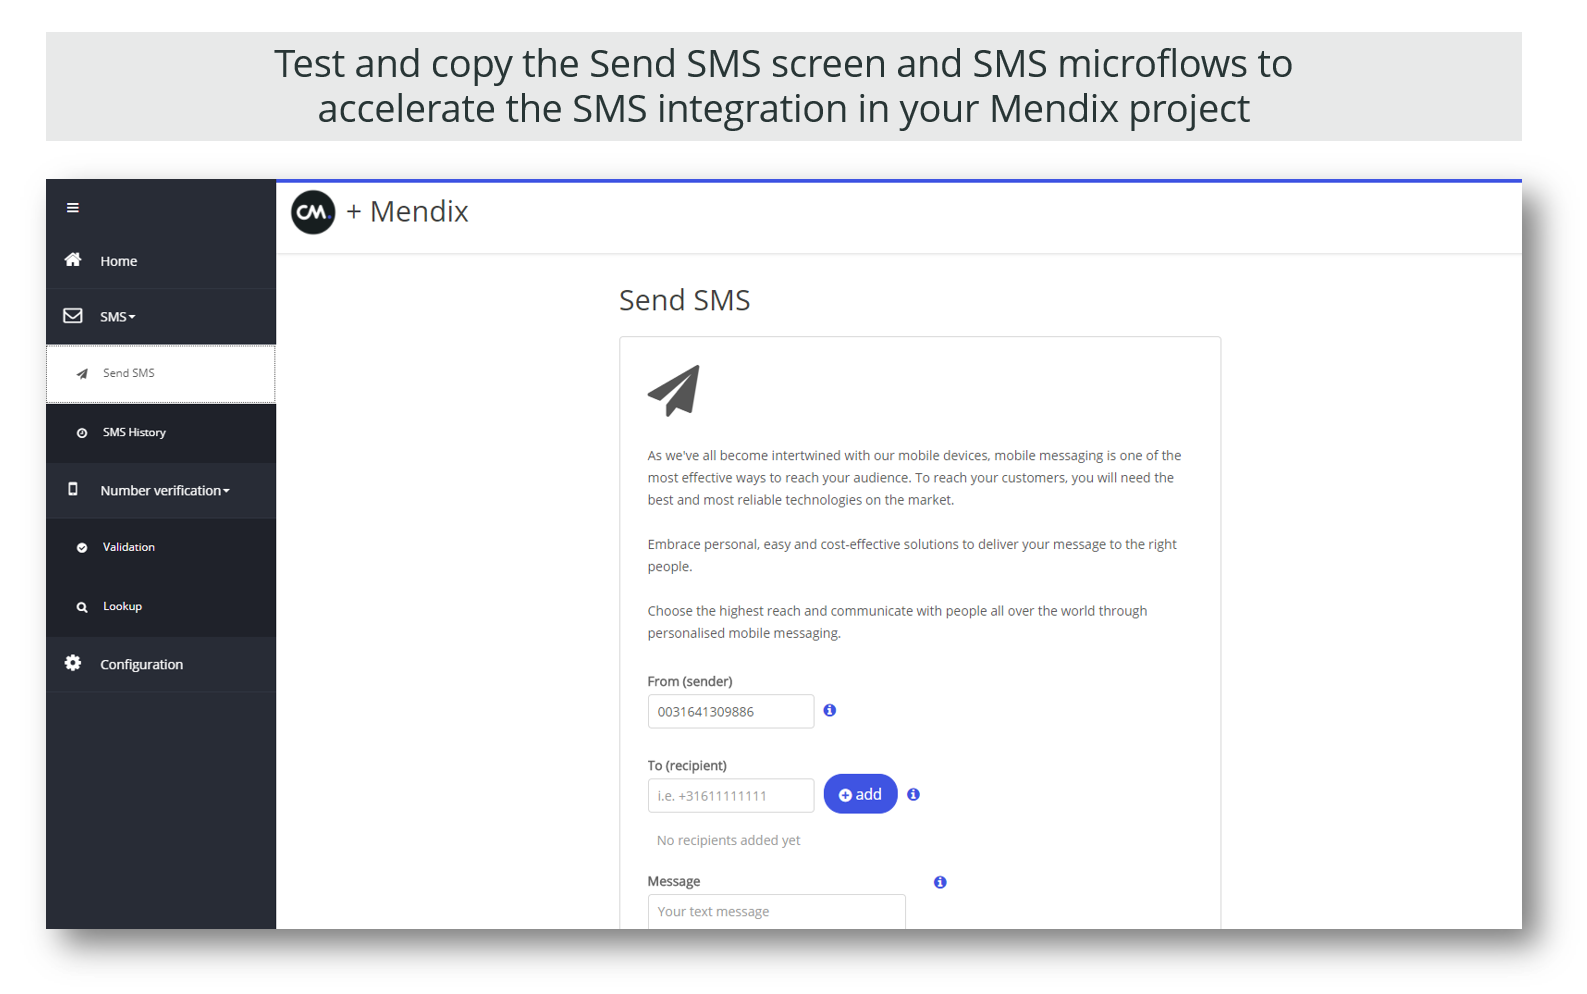 Test and copy the Send SMS screen and SMS microflows to
accelerate the SMS integration in your Mendix project
CM. + Mendix
Home
SMS
Send SMS
SMS History
Number verification
Validation
Lookup
Configuration
Send SMS
As we've all become intertwined with our mobile devices, mobile messaging is one of the
most effective ways to reach your audience. To reach your customers, you will need the
best and most reliable technologies on the market.
Embrace personal, easy and cost-effective solutions to deliver your message to the right
people.
Choose the highest reach and communicate with people all over the world through
personalised mobile messaging.
From (sender)
0031641309886
To (recipient)
i.e. +31611111111
add
No recipients added yet
Message
Your text message